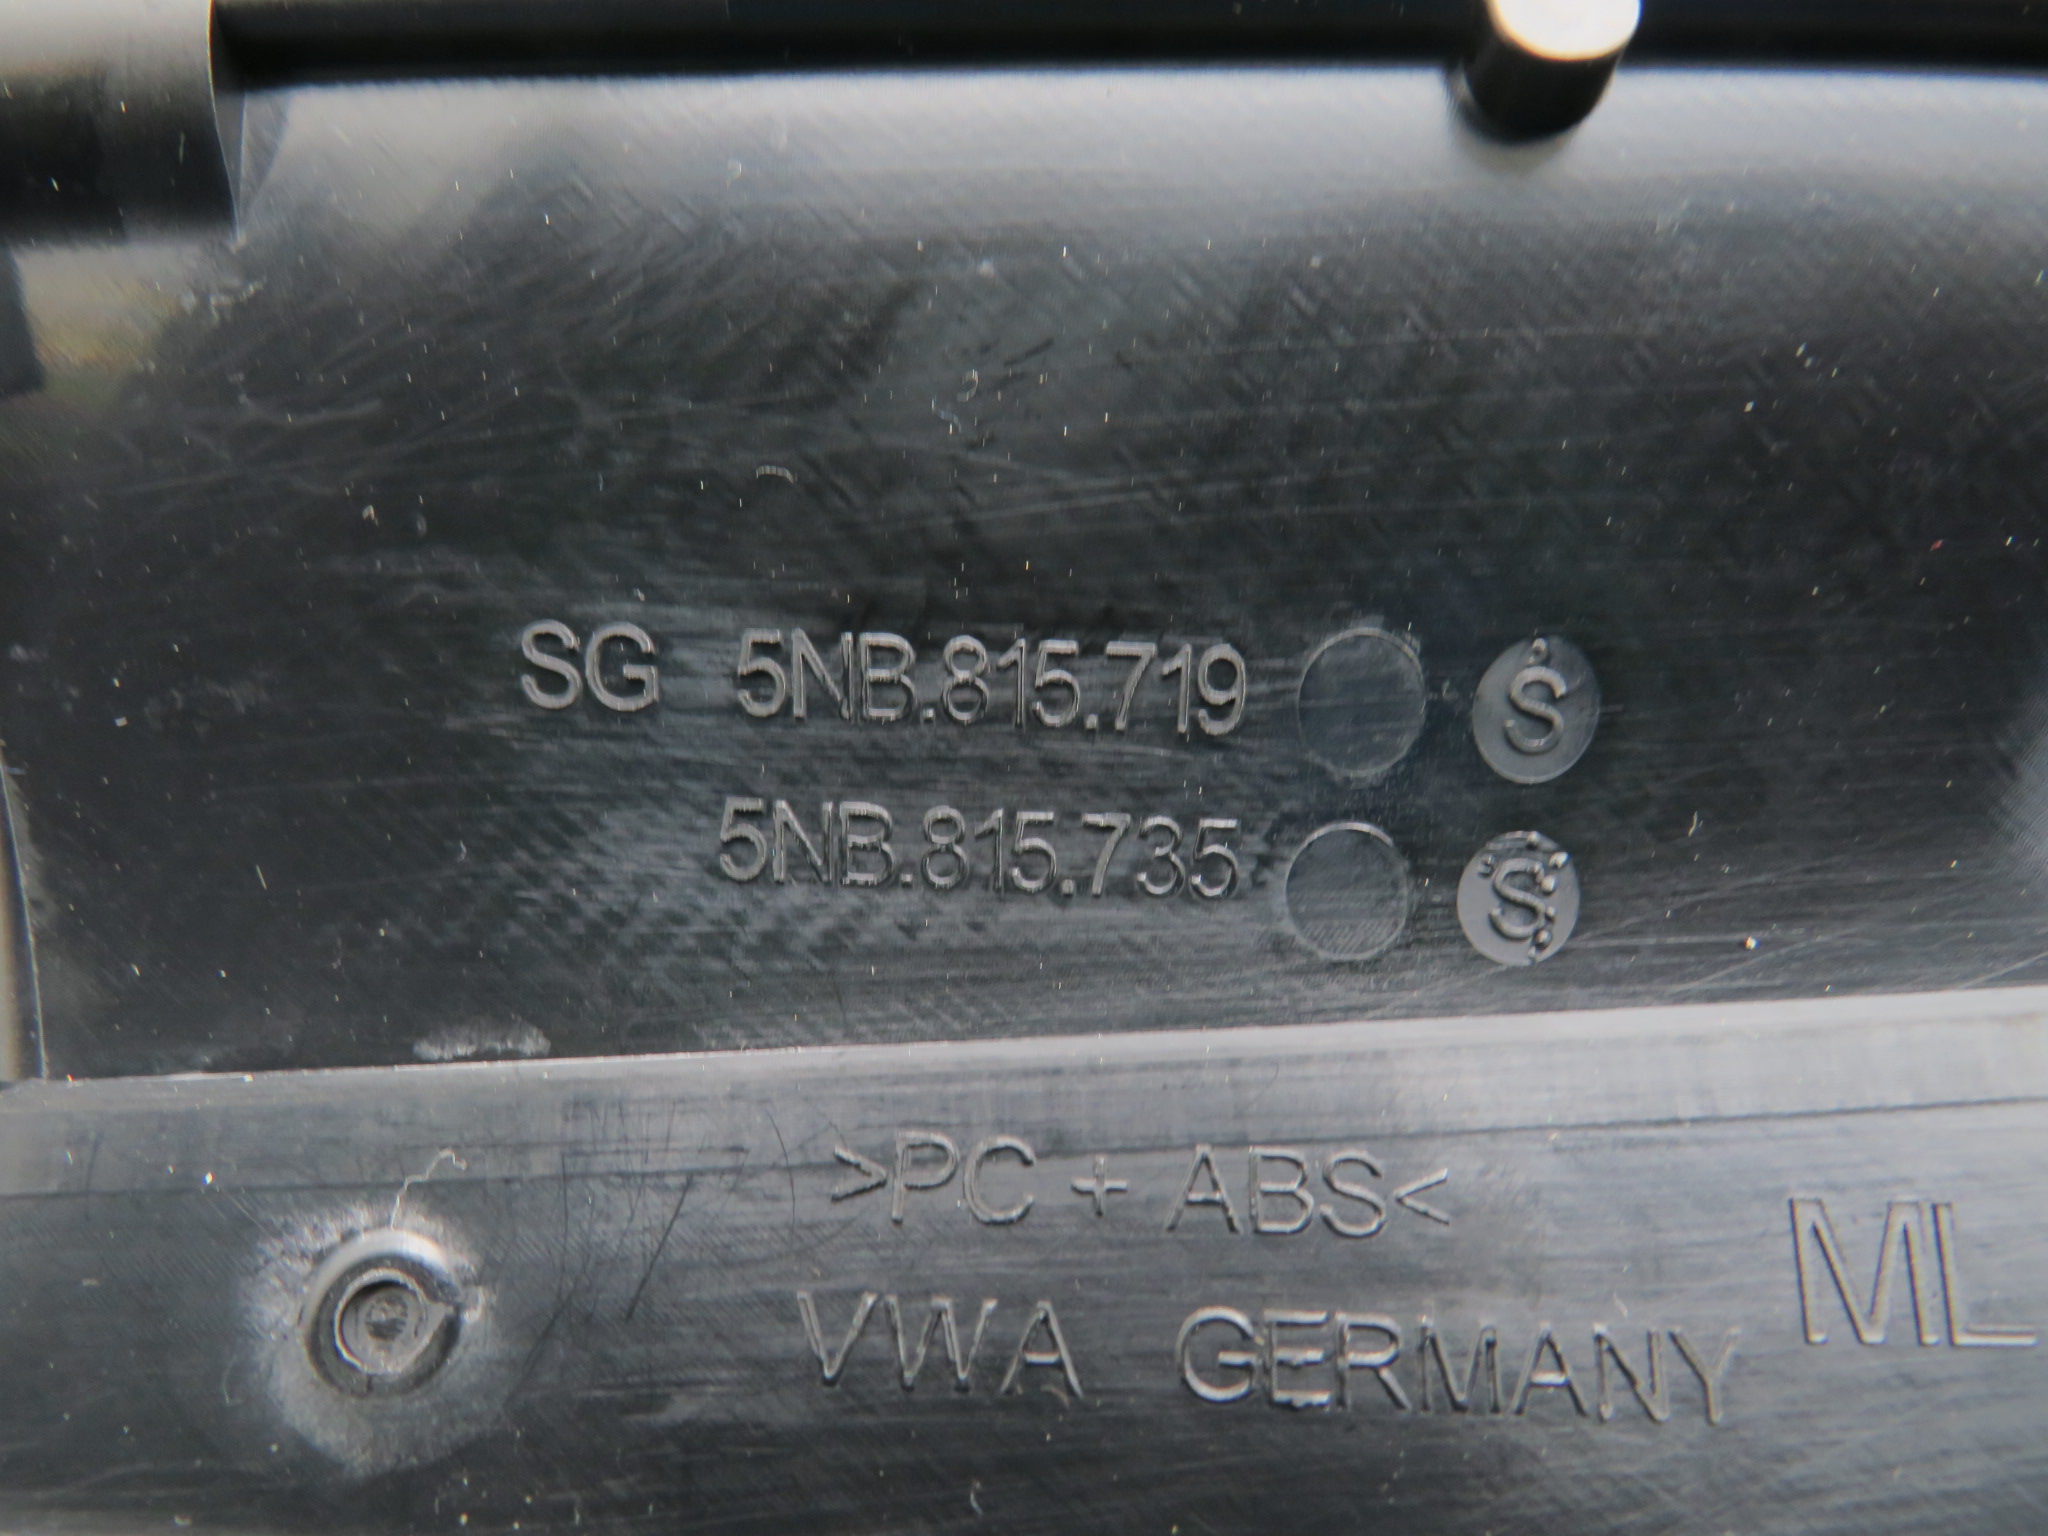 SG 5NB.815.719 S
5NB.815.735 S
>PC + ABS<
VWA GERMANY
ML